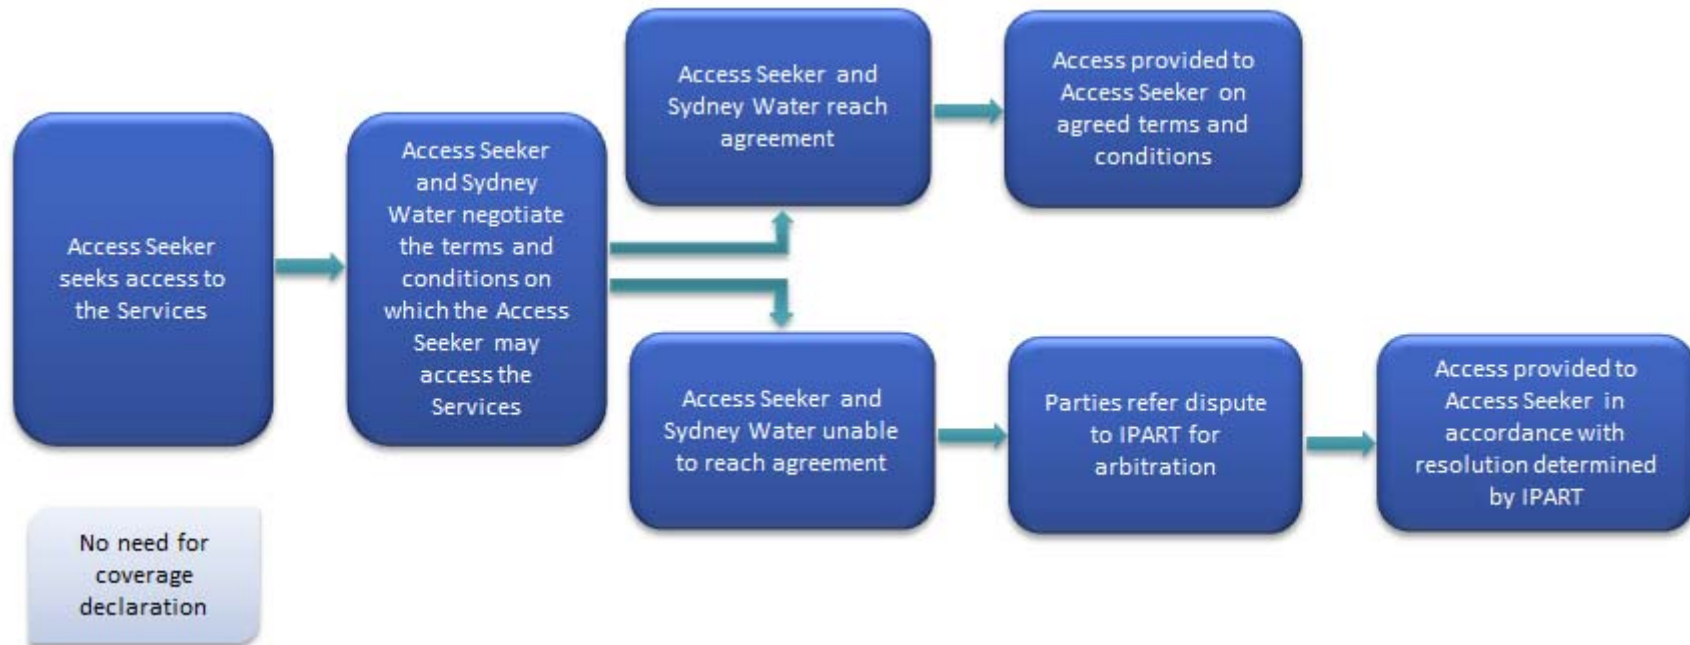 Access Seeker
seeks access to
the Services
Access Seeker
and Sydney
Water negotiate
the terms and
conditions on
which the Access
Seeker may
access the
Services
Access Seeker and
Sydney Water reach
agreement
Access provided to
Access Seeker on
agreed terms and
conditions
Access Seeker and
Sydney Water unable
to reach agreement
Parties refer dispute
to IPART for
arbitration
Access provided to
Access Seeker in
accordance with
resolution determined
by IPART
No need for
coverage
declaration